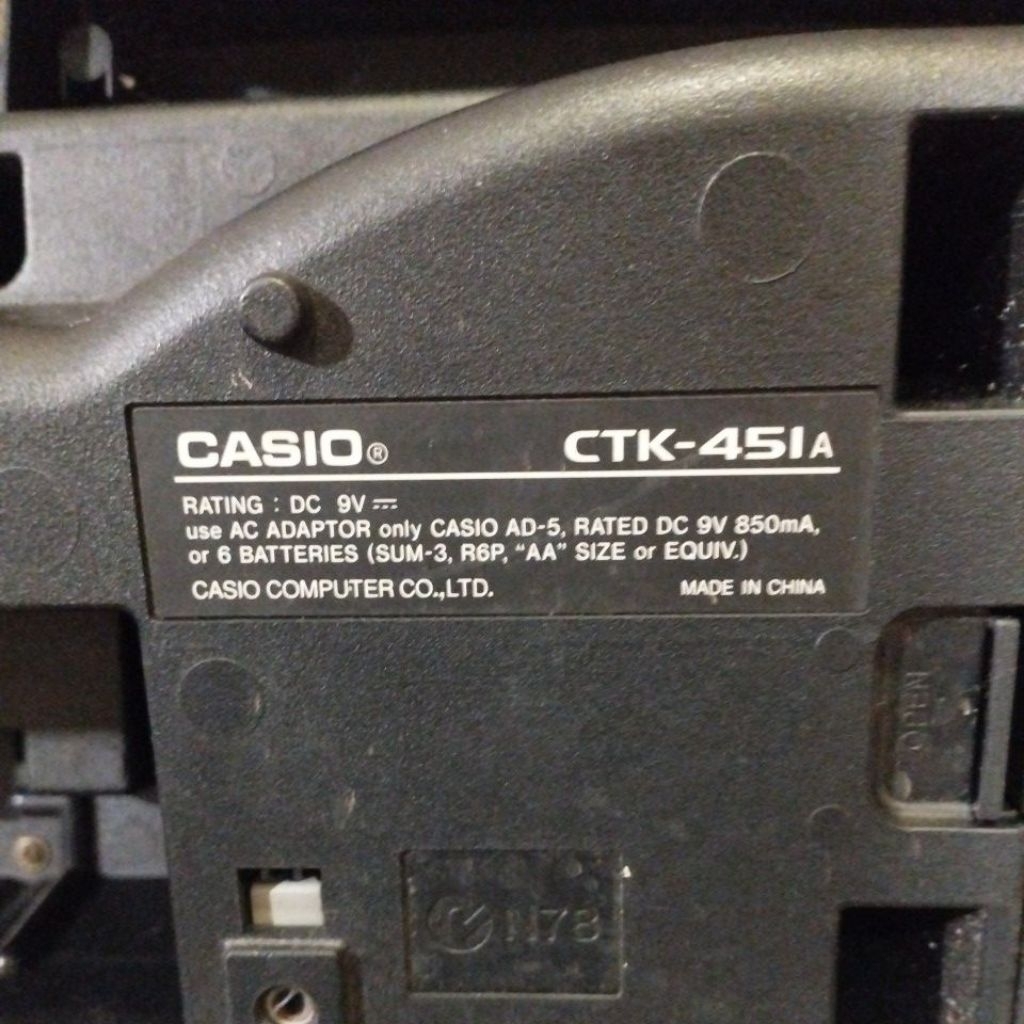 CASIO® CTK-451A
RATING : DC 9V ⎓
use AC ADAPTOR only CASIO AD-5, RATED DC 9V 850mA,
or 6 BATTERIES (SUM-3, R6P, "AA" SIZE or EQUIV.)
CASIO COMPUTER CO.,LTD. MADE IN CHINA
OPEN
N78